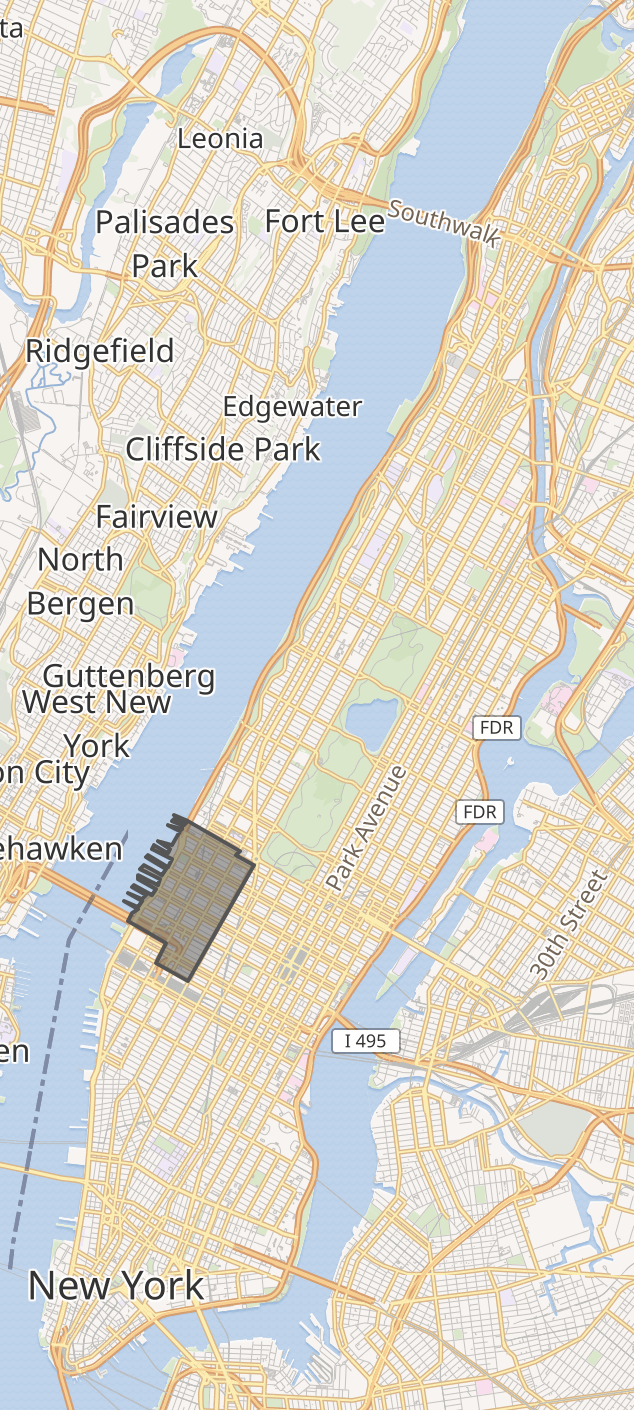 ta
Leonia
Palisades
Park
Fort Lee
Southwalk
Ridgefield
Edgewater
Cliffside Park
Fairview
North
Bergen
Guttenberg
West New
York
on City
FDR
FDR
Park Avenue
ehawken
30th Street
I 495
en
New York